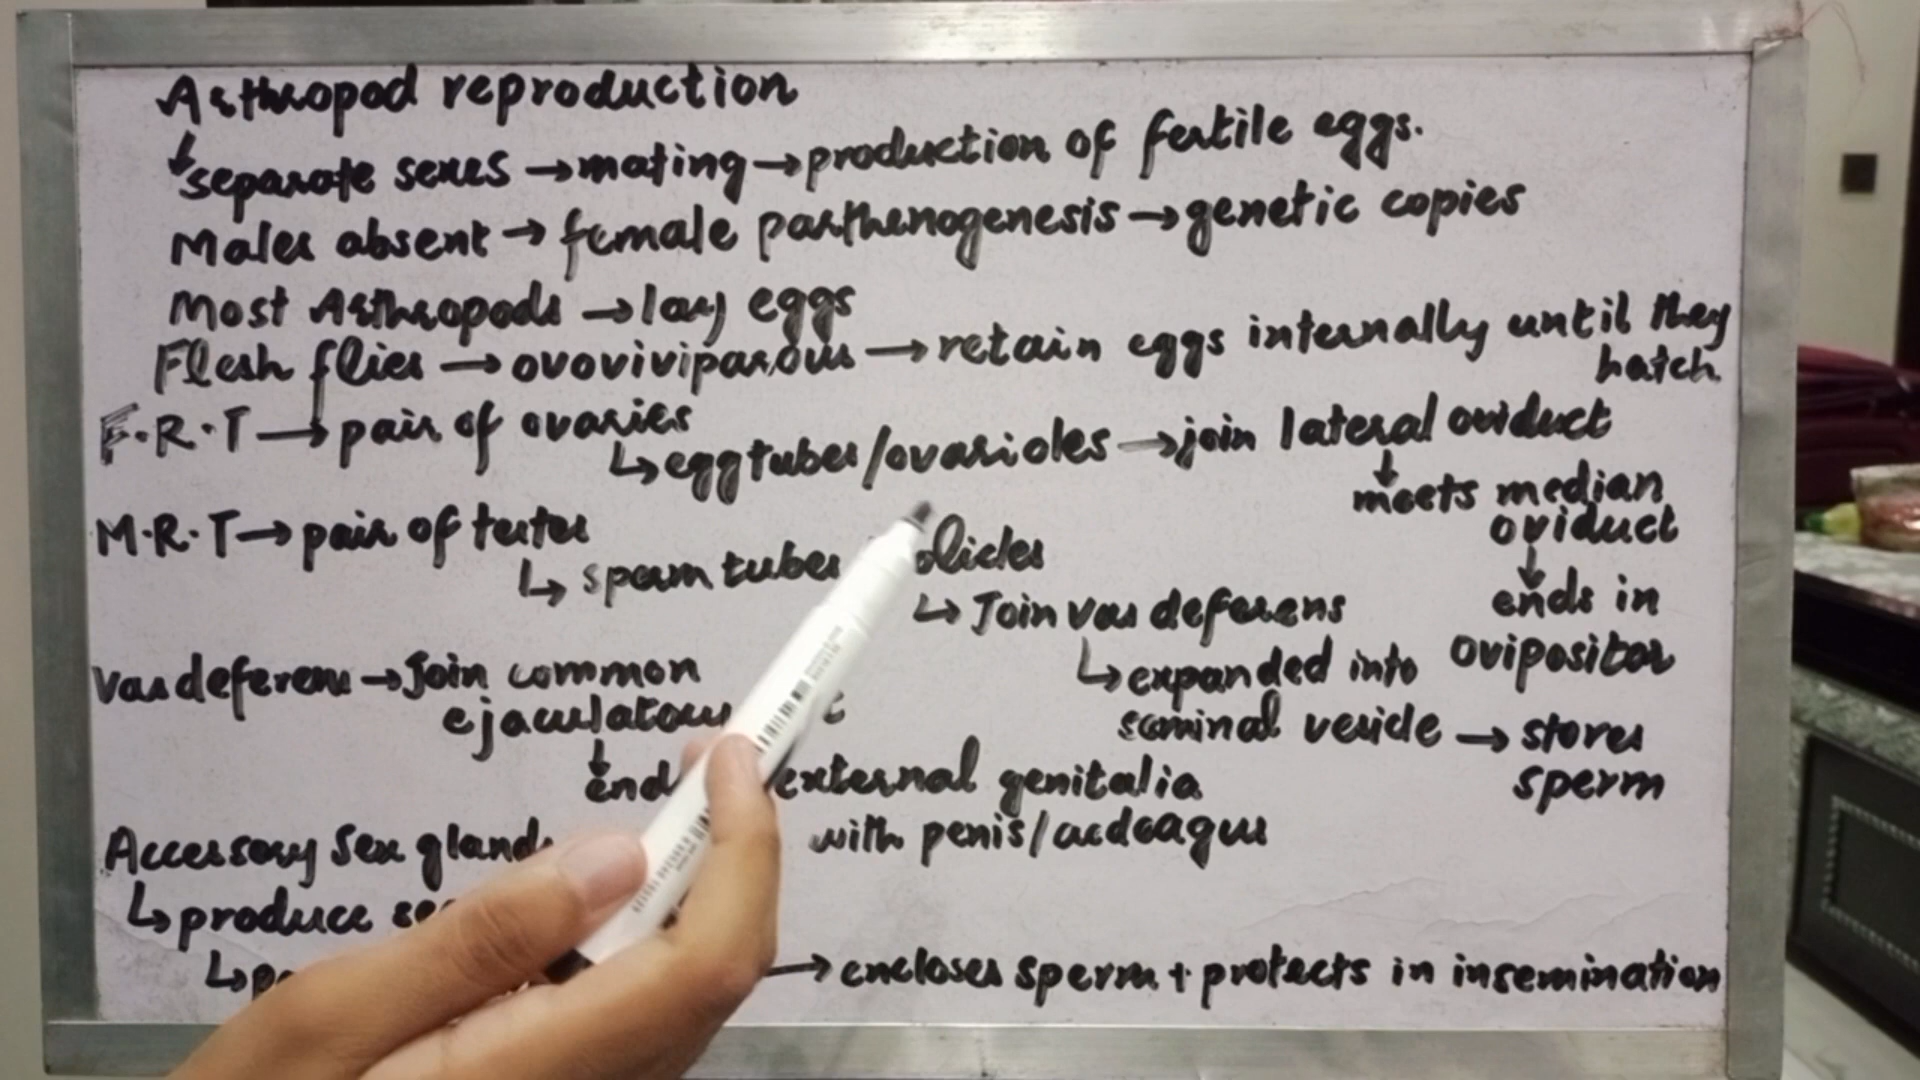 Arthropod reproduction
↓ separate sexes → mating → production of fertile eggs.
Males absent → female parthenogenesis → genetic copies
Most Arthropods → lay eggs
Flesh flies → ovoviviparous → retain eggs internally until they
hatch
F.R.T → pair of ovaries
↳ egg tubes/ovarioles → join lateral oviduct
↓ meets median
oviduct
↓ ends in
ovipositor
M.R.T → pair of testes
↳ sperm tubes
↳ Join vas deferens
↳ expanded into
seminal vesicle → stores
sperm
Vas deferens → Join common
ejaculatory
↓ external genitalia
with penis/aedeagus
Accessory sex glands
↳ produce
→ encloses sperm + protects in insemination